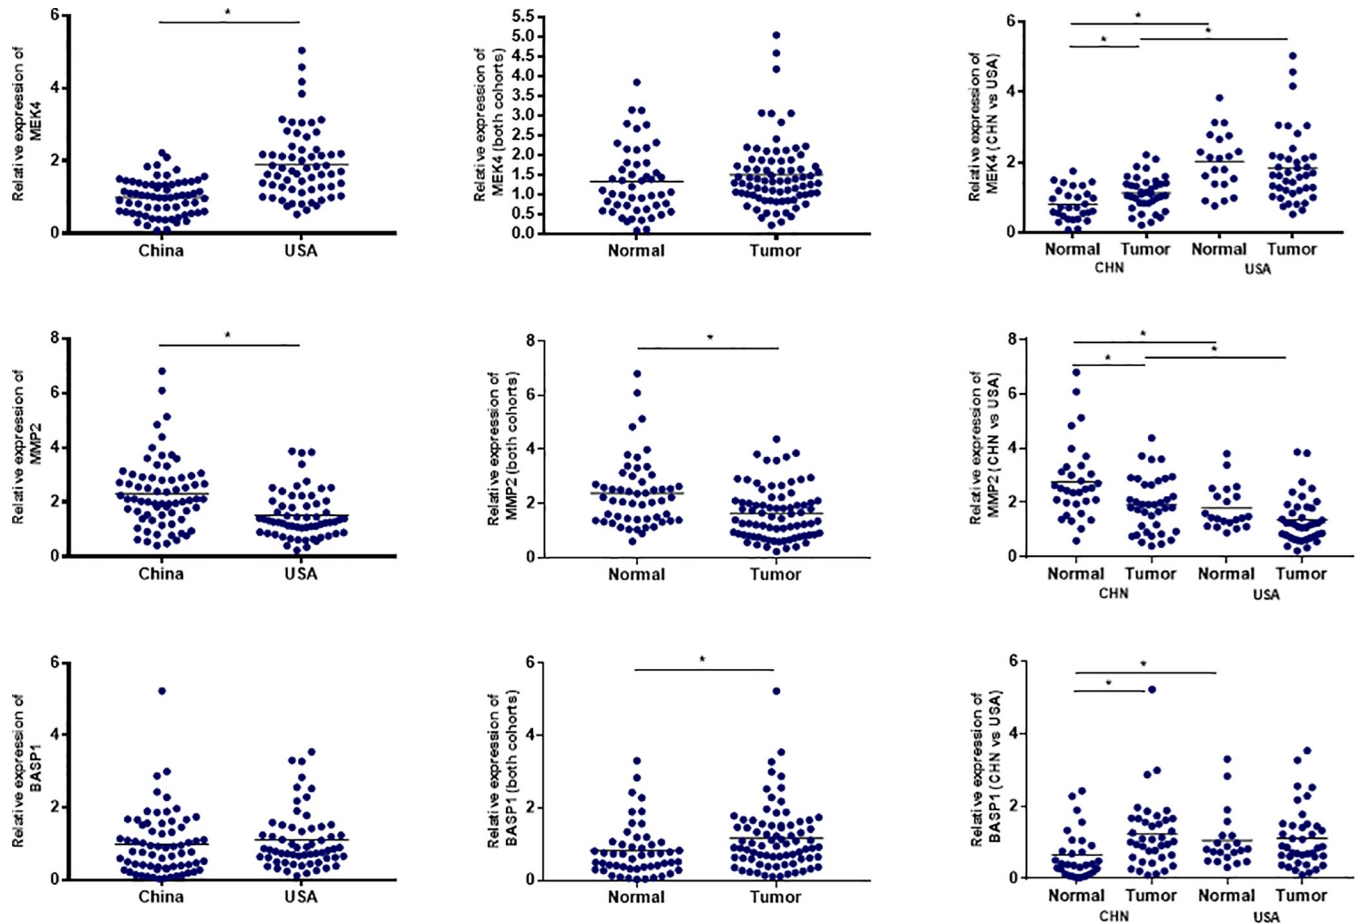 Relative expression of
MEK4
6
4
2
0
*
China
USA
Relative expression of
MEK4 (both cohorts)
5.5
5.0
4.5
4.0
3.5
3.0
2.5
2.0
1.5
1.0
0.5
0.0
Normal
Tumor
Relative expression of
MEK4 (CHN vs USA)
6
4
2
0
*
*
*
Normal
Tumor
Normal
Tumor
CHN
USA
Relative expression of
MMP2
8
6
4
2
0
*
China
USA
Relative expression of
MMP2 (both cohorts)
8
6
4
2
0
*
Normal
Tumor
Relative expression of
MMP2 (CHN vs USA)
8
6
4
2
0
*
*
*
Normal
Tumor
Normal
Tumor
CHN
USA
Relative expression of
BASP1
6
4
2
0
China
USA
Relative expression of
BASP1 (both cohorts)
6
4
2
0
*
Normal
Tumor
Relative expression of
BASP1 (CHN vs USA)
6
4
2
0
*
*
Normal
Tumor
Normal
Tumor
CHN
USA